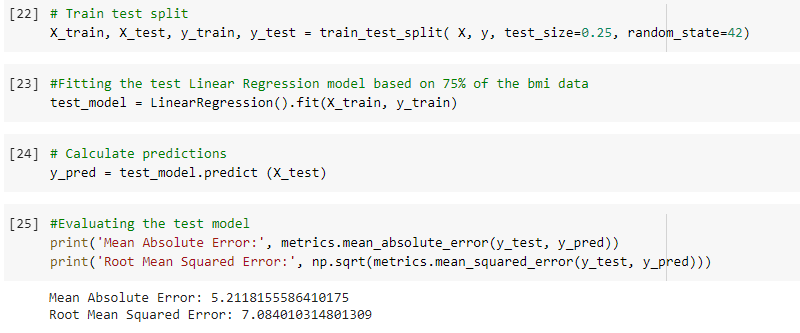 [22] # Train test split
X_train, X_test, y_train, y_test = train_test_split( X, y, test_size=0.25, random_state=42)
[23] #Fitting the test Linear Regression model based on 75% of the bmi data
test_model = LinearRegression().fit(X_train, y_train)
[24] # Calculate predictions
y_pred = test_model.predict (X_test)
[25] #Evaluating the test model
print('Mean Absolute Error:', metrics.mean_absolute_error(y_test, y_pred))
print('Root Mean Squared Error:', np.sqrt(metrics.mean_squared_error(y_test, y_pred)))
Mean Absolute Error: 5.2118155586410175
Root Mean Squared Error: 7.084010314801309